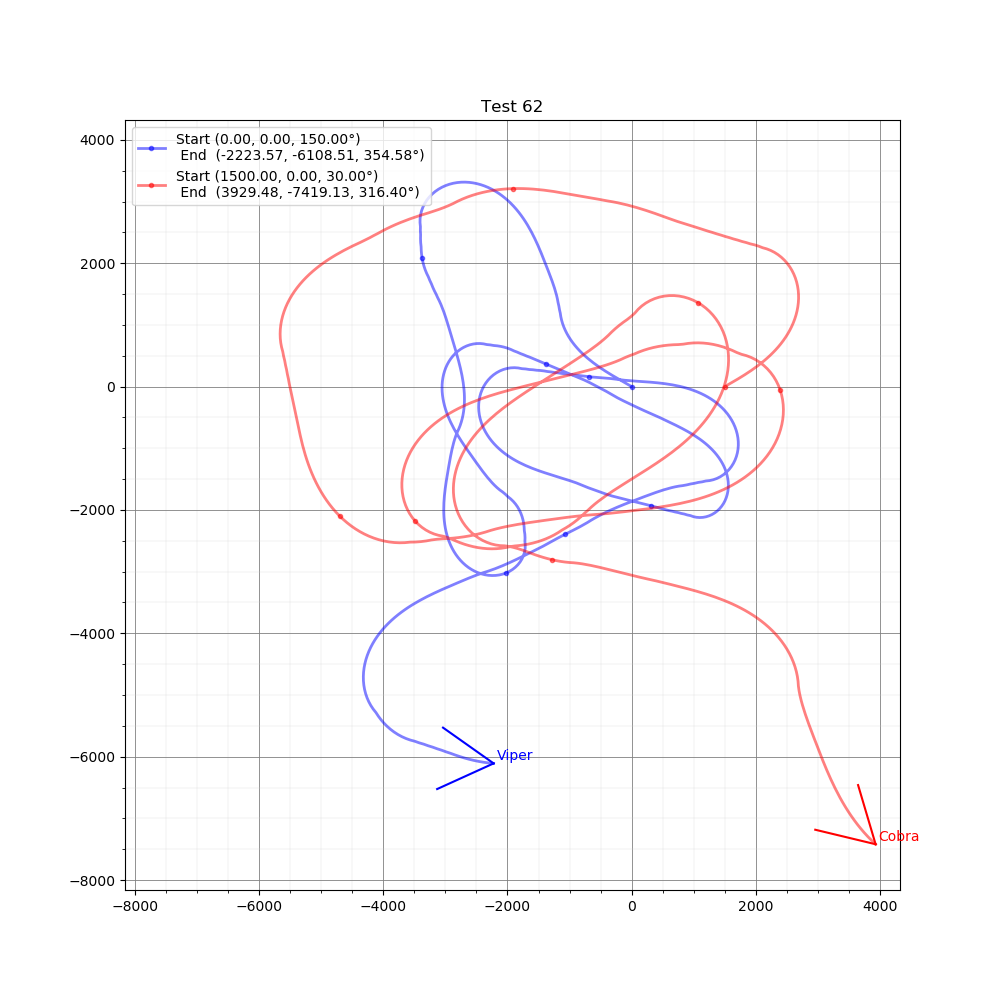 Test 62
Start (0.00, 0.00, 150.00°)
End  (-2223.57, -6108.51, 354.58°)
Start (1500.00, 0.00, 30.00°)
End  (3929.48, -7419.13, 316.40°)
4000
2000
0
−2000
−4000
−6000
−8000
Viper
Cobra
−8000 −6000 −4000 −2000 0 2000 4000